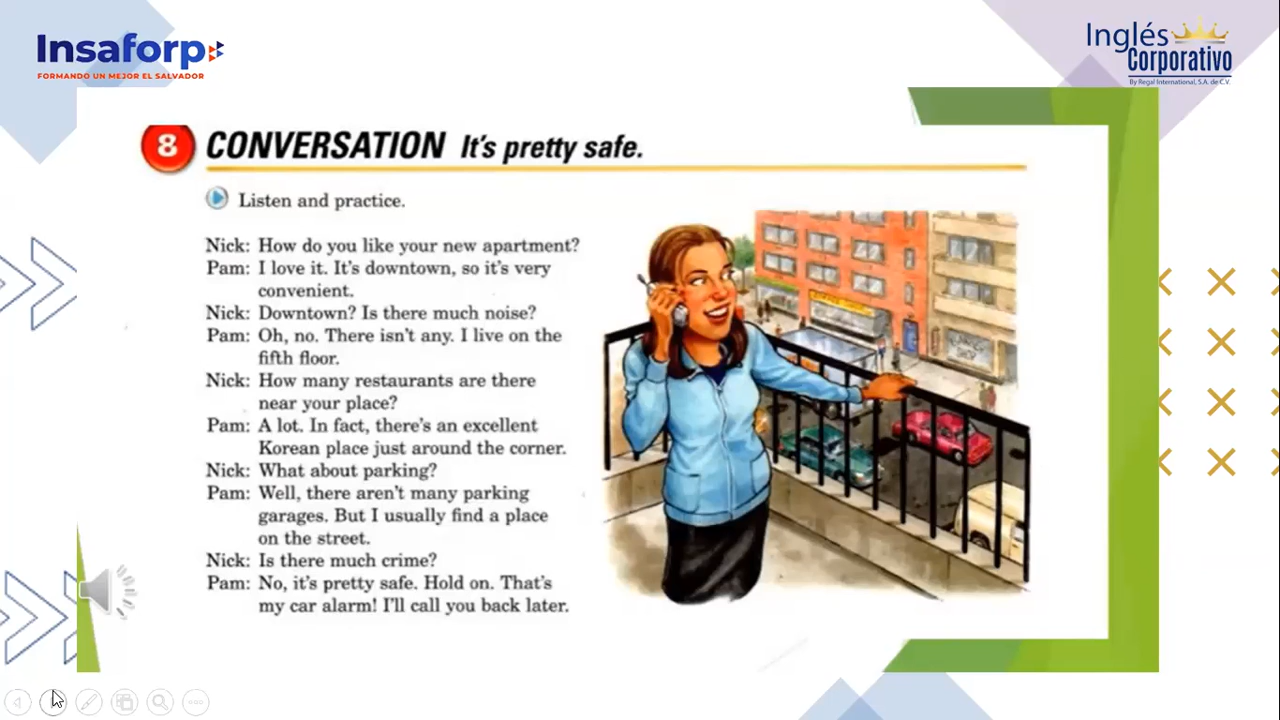 Insaforp
FORMANDO UN MEJOR EL SALVADOR
Inglés
Corporativo
By Regal International, S.A. de C.V.
8 CONVERSATION It's pretty safe.
Listen and practice.
Nick: How do you like your new apartment?
Pam: I love it. It's downtown, so it's very
convenient.
Nick: Downtown? Is there much noise?
Pam: Oh, no. There isn't any. I live on the
fifth floor.
Nick: How many restaurants are there
near your place?
Pam: A lot. In fact, there's an excellent
Korean place just around the corner.
Nick: What about parking?
Pam: Well, there aren't many parking
garages. But I usually find a place
on the street.
Nick: Is there much crime?
Pam: No, it's pretty safe. Hold on. That's
my car alarm! I'll call you back later.